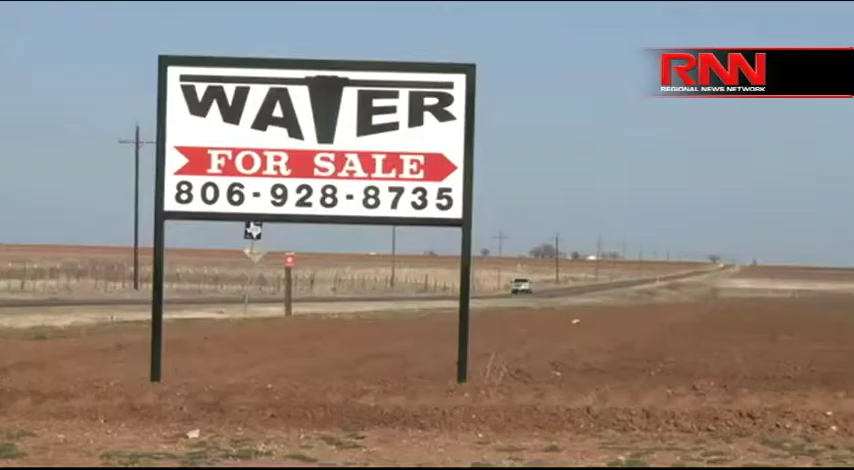 WATER
FOR SALE
806-928-8735
RNN
REGIONAL NEWS NETWORK